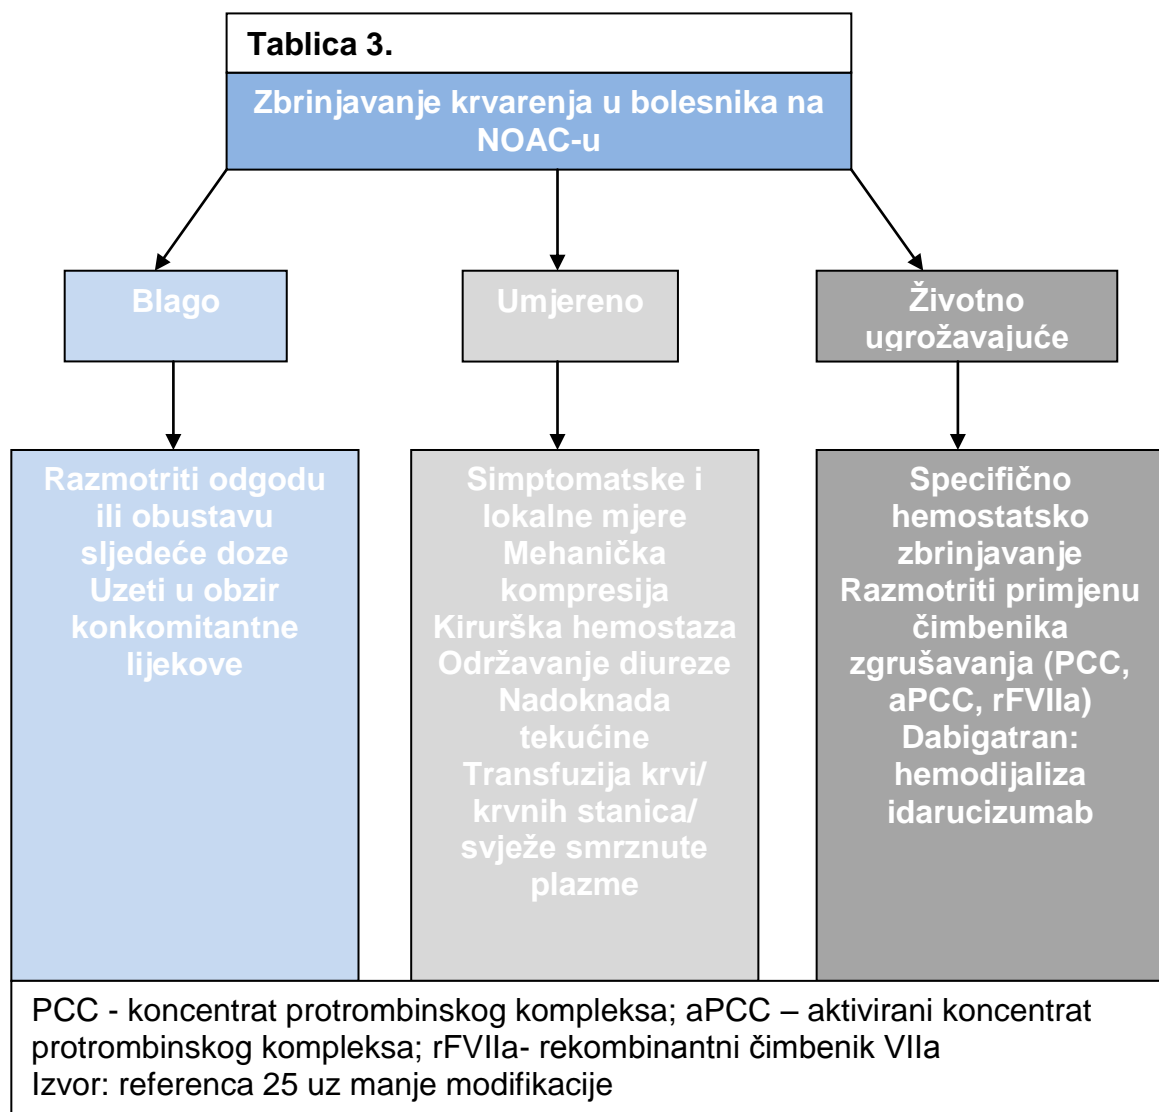 Tablica 3.
Zbrinjavanje krvarenja u bolesnika na
NOAC-u
Blago
Umjereno
Životno
ugrožavajuće
Razmotriti odgodu
ili obustavu
sljedeće doze
Uzeti u obzir
konkomitantne
lijekove
Simptomatske i
lokalne mjere
Mehanička
kompresija
Kirurška hemostaza
Održavanje diureze
Nadoknada
tekućine
Transfuzija krvi/
krvnih stanica/
svježe smrznute
plazme
Specifično
hemostatsko
zbrinjavanje
Razmotriti primjenu
čimbenika
zgrušavanja (PCC,
aPCC, rFVIIa)
Dabigatran:
hemodijaliza
idarucizumab
PCC - koncentrat protrombinskog kompleksa; aPCC – aktivirani koncentrat
protrombinskog kompleksa; rFVIIa- rekombinantni čimbenik VIIa
Izvor: referenca 25 uz manje modifikacije